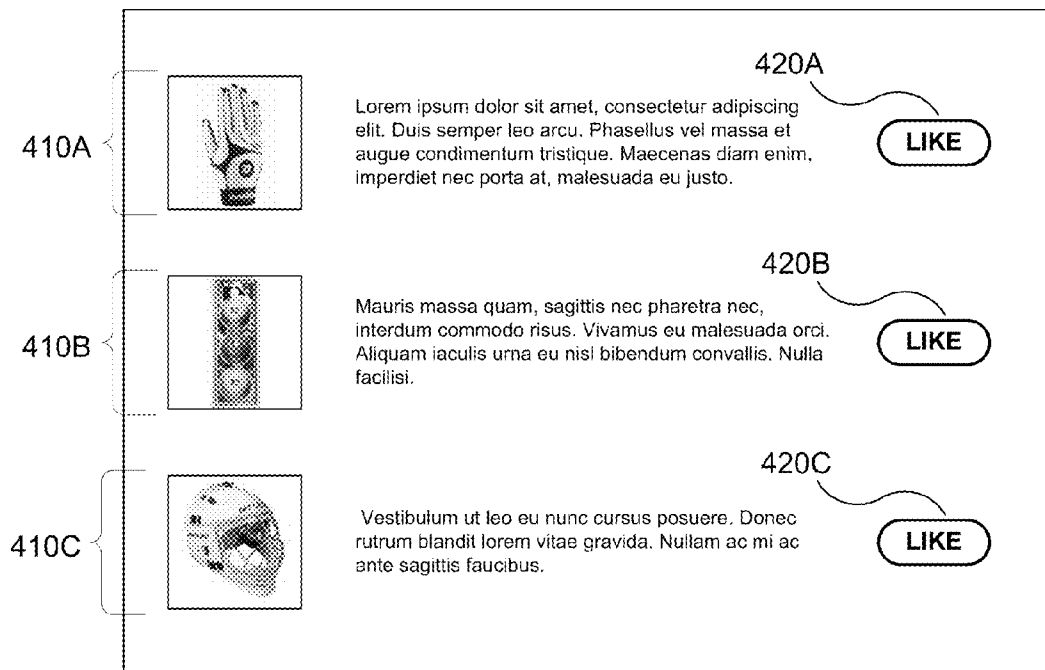 420A
410A
Lorem ipsum dolor sit amet, consectetur adipiscing
elit. Duis semper leo arcu. Phasellus vel massa et
augue condimentum tristique. Maecenas diam enim,
imperdiet nec porta at, malesuada eu justo.
LIKE
420B
410B
Mauris massa quam, sagittis nec pharetra nec,
interdum commodo risus. Vivamus eu malesuada orci.
Aliquam iaculis urna eu nisl bibendum convallis. Nulla
facilisi.
LIKE
420C
410C
Vestibulum ut leo eu nunc cursus posuere. Donec
rutrum blandit lorem vitae gravida. Nullam ac mi ac
ante sagittis faucibus.
LIKE